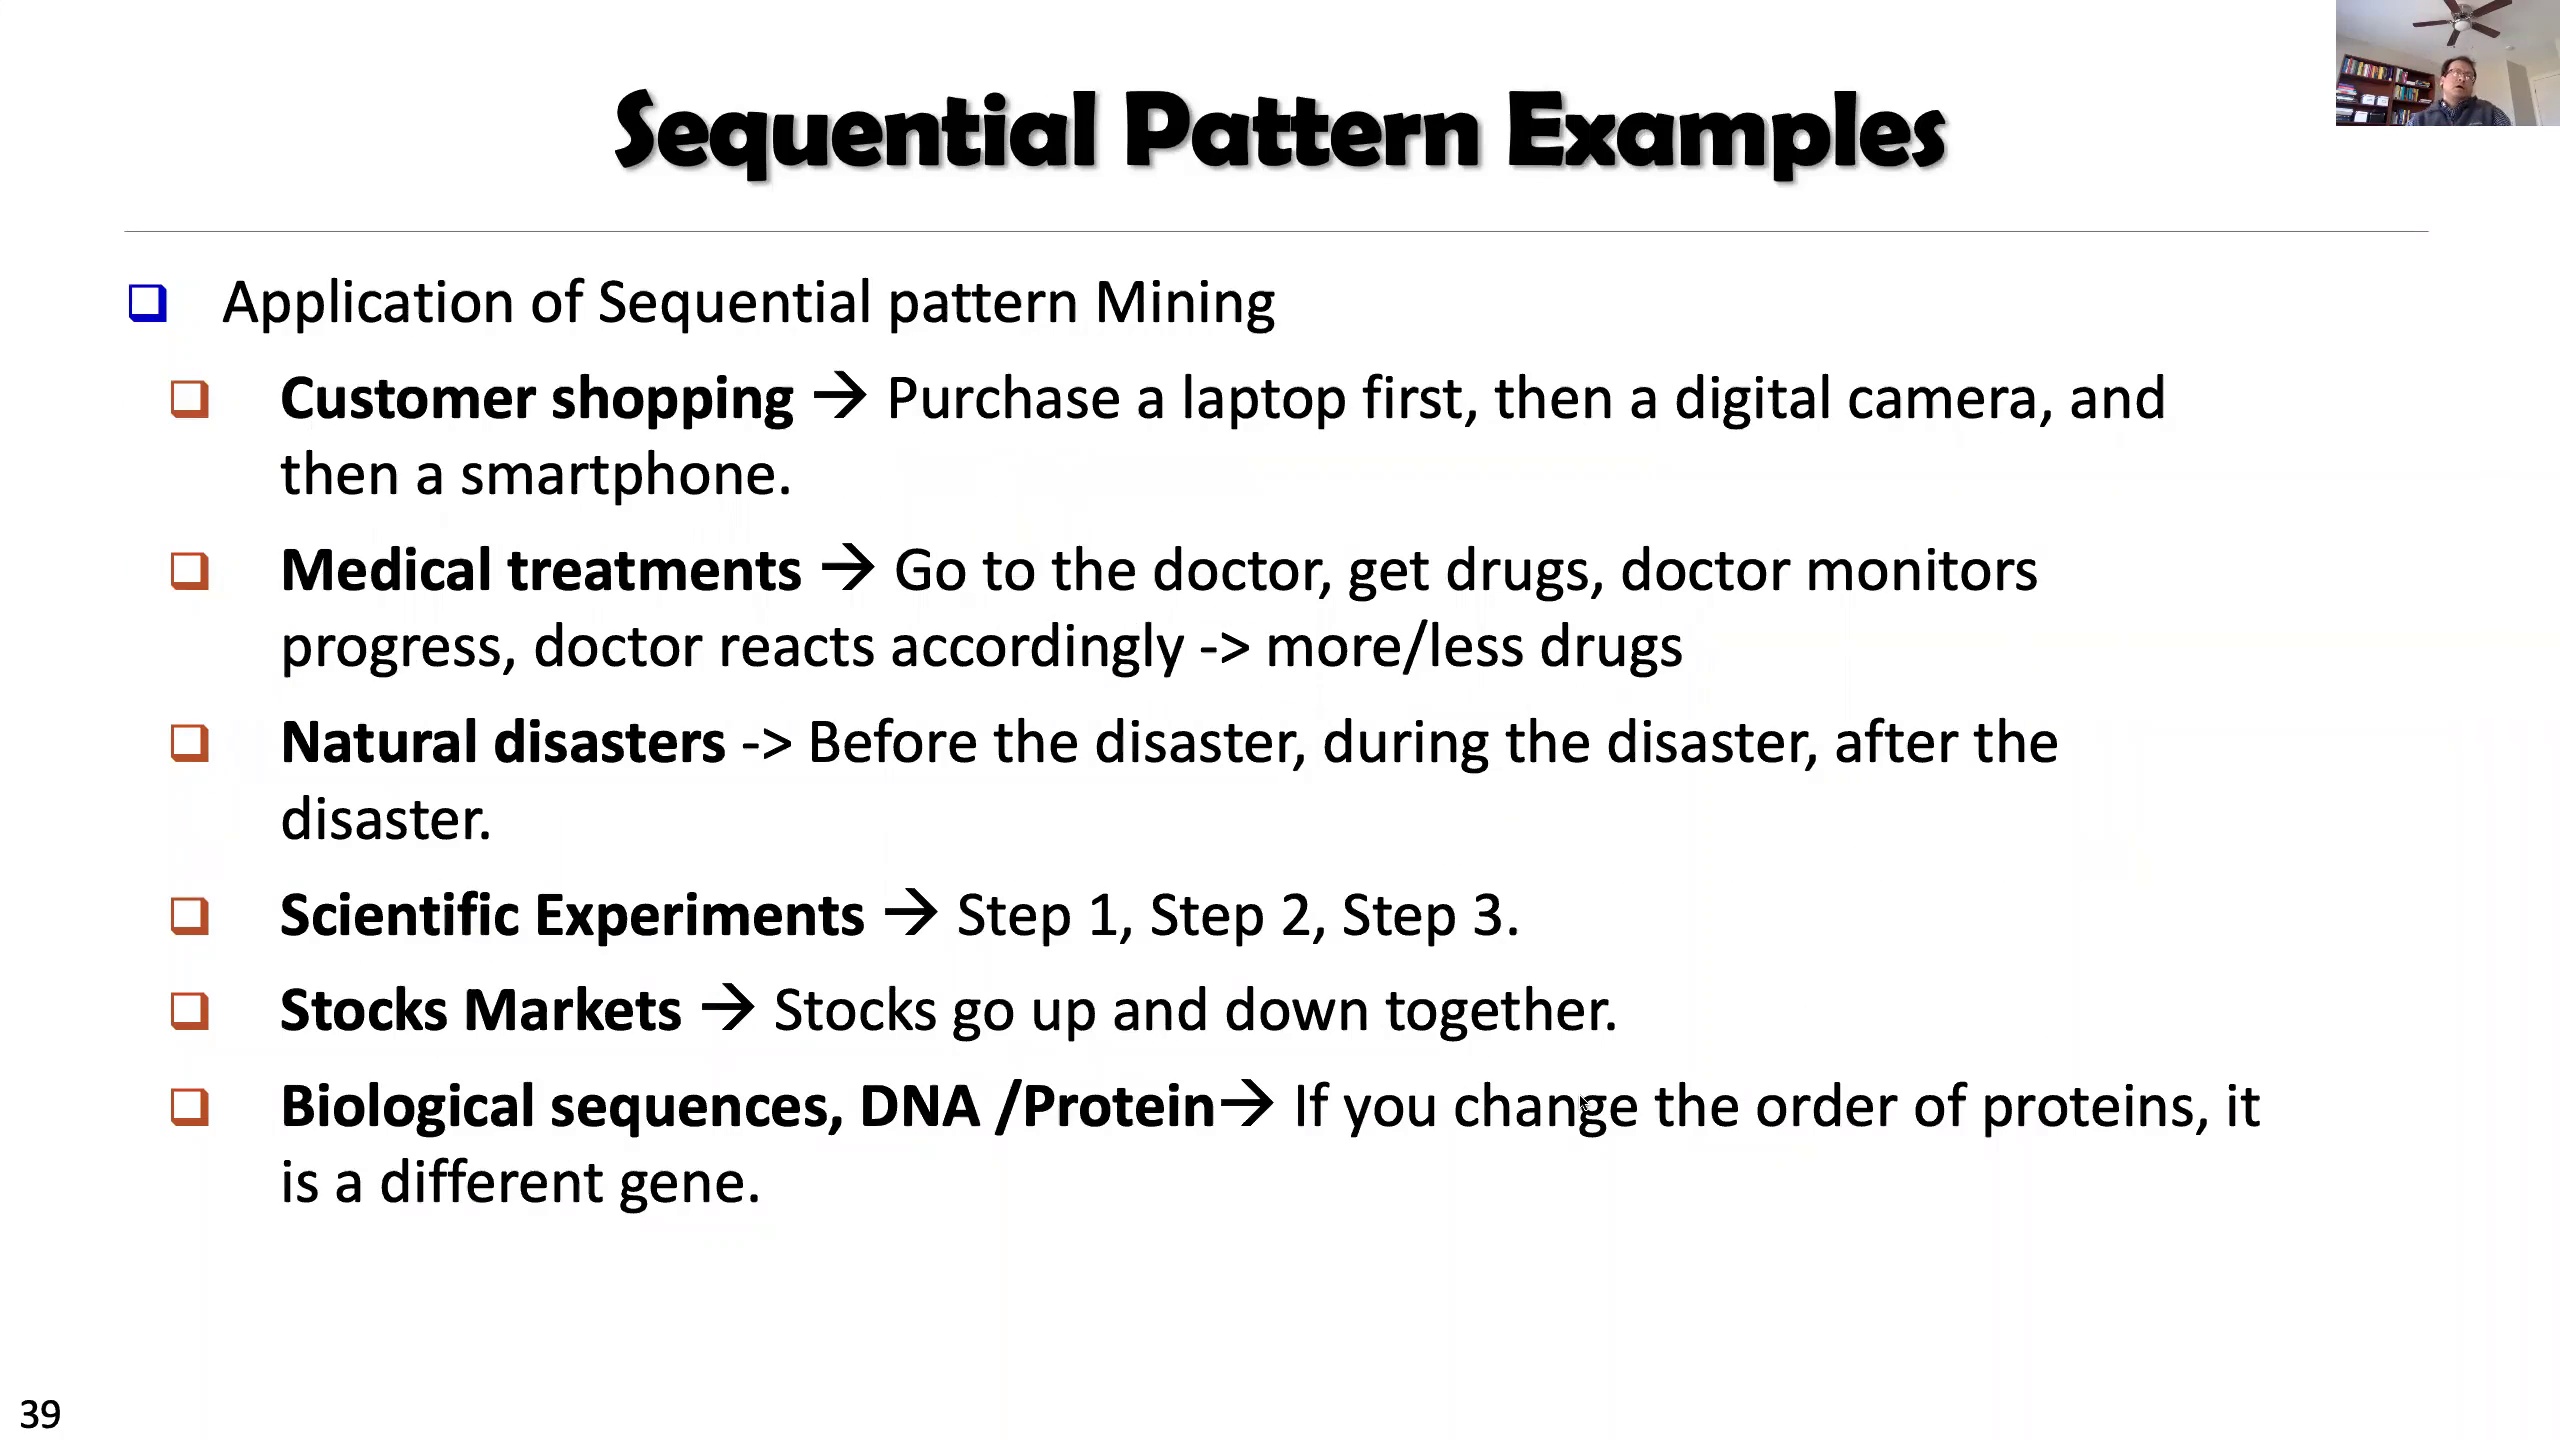 Sequential Pattern Examples
Application of Sequential pattern Mining
Customer shopping → Purchase a laptop first, then a digital camera, and
then a smartphone.
Medical treatments → Go to the doctor, get drugs, doctor monitors
progress, doctor reacts accordingly -> more/less drugs
Natural disasters -> Before the disaster, during the disaster, after the
disaster.
Scientific Experiments → Step 1, Step 2, Step 3.
Stocks Markets → Stocks go up and down together.
Biological sequences, DNA /Protein→ If you change the order of proteins, it
is a different gene.
39